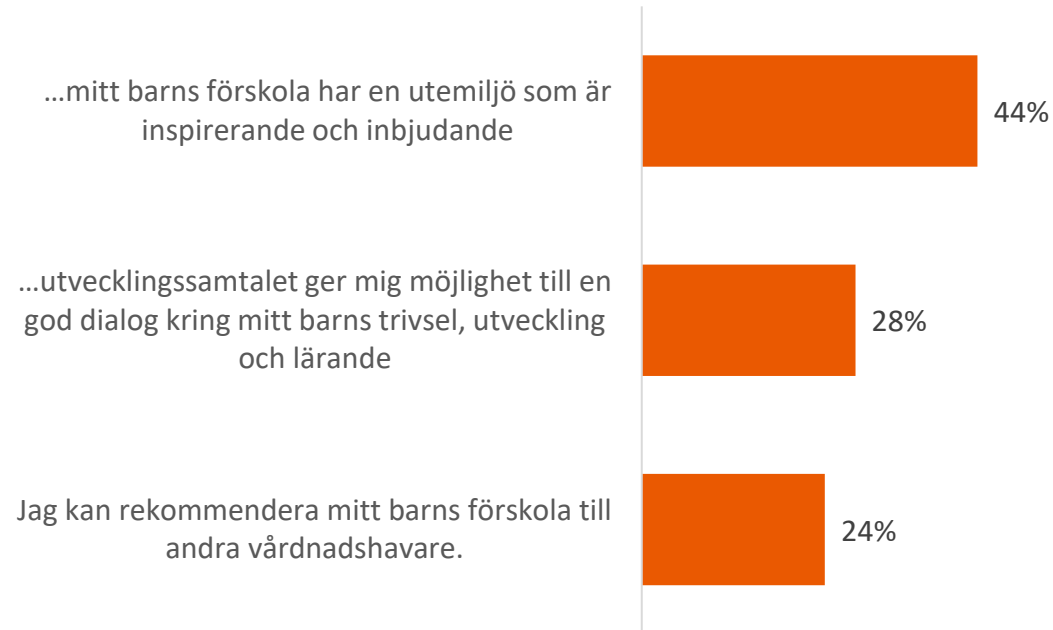 …mitt barns förskola har en utemiljö som är
inspirerande och inbjudande
44%
…utvecklingssamtalet ger mig möjlighet till en
god dialog kring mitt barns trivsel, utveckling
och lärande
28%
Jag kan rekommendera mitt barns förskola till
andra vårdnadshavare.
24%